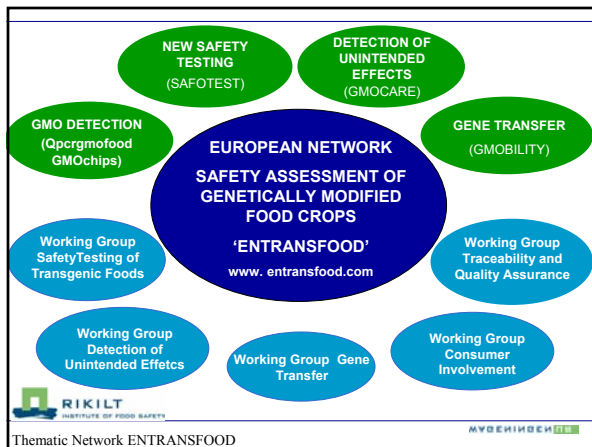 NEW SAFETY
TESTING
(SAFOTEST)
DETECTION OF
UNINTENDED
EFFECTS
(GMOCARE)
GMO DETECTION
(Qpcrgmofood
GMOchips)
GENE TRANSFER
(GMOBILITY)
EUROPEAN NETWORK
SAFETY ASSESSMENT OF
GENETICALLY MODIFIED
FOOD CROPS
'ENTRANSFOOD'
www. entransfood.com
Working Group
SafetyTesting of
Transgenic Foods
Working Group
Traceability and
Quality Assurance
Working Group
Detection of
Unintended Effetcs
Working Group Gene
Transfer
Working Group
Consumer
Involvement
RIKILT
INSTITUTE OF FOOD SAFETY
Thematic Network ENTRANSFOOD